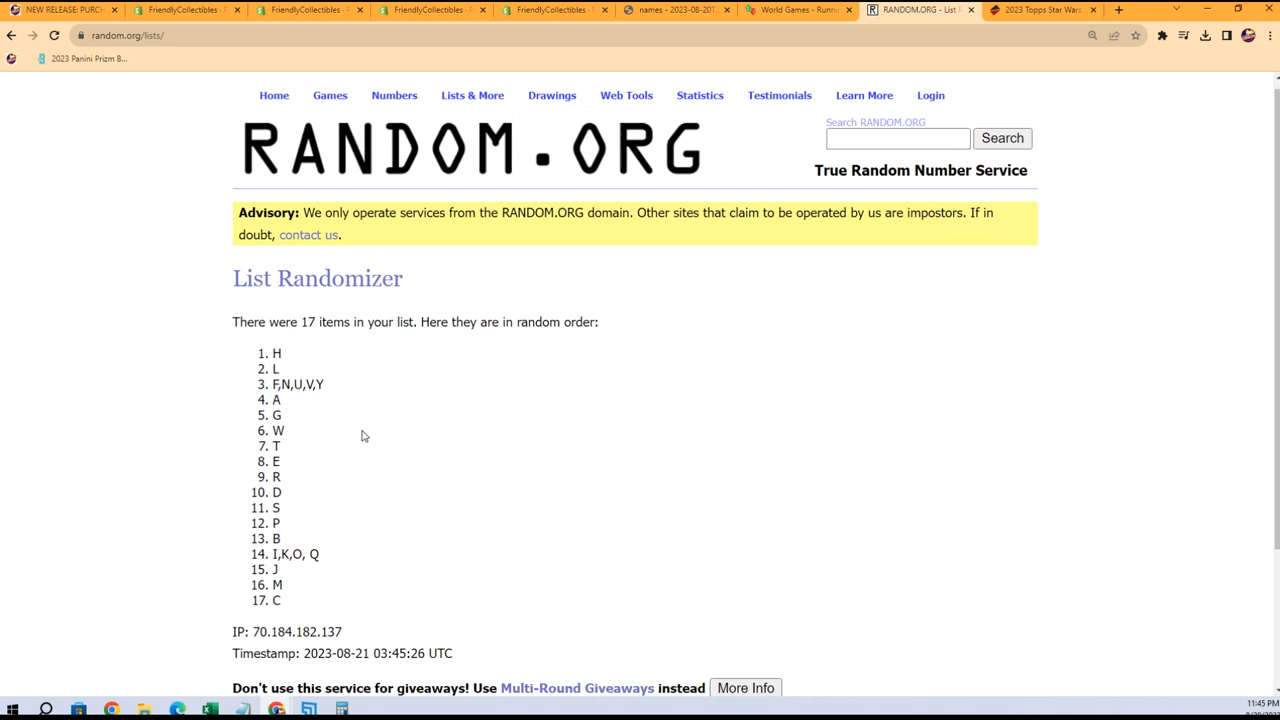 NEW RELEASE: PURCH
FriendlyCollectibles - P
FriendlyCollectibles - P
FriendlyCollectibles - P
FriendlyCollectibles - P
names - 2023-08-20T
World Games - Runni
RANDOM.ORG - List R
2023 Topps Star Wars
random.org/lists/
2023 Panini Prizm B...
Home Games Numbers Lists & More Drawings Web Tools Statistics Testimonials Learn More Login
RANDOM.ORG
Search RANDOM.ORG
Search
True Random Number Service
Advisory: We only operate services from the RANDOM.ORG domain. Other sites that claim to be operated by us are impostors. If in
doubt, contact us.
List Randomizer
There were 17 items in your list. Here they are in random order:
1. H
2. L
3. F,N,U,V,Y
4. A
5. G
6. W
7. T
8. E
9. R
10. D
11. S
12. P
13. B
14. I,K,O, Q
15. J
16. M
17. C
IP: 70.184.182.137
Timestamp: 2023-08-21 03:45:26 UTC
Don't use this service for giveaways! Use Multi-Round Giveaways instead More Info
11:45 PM